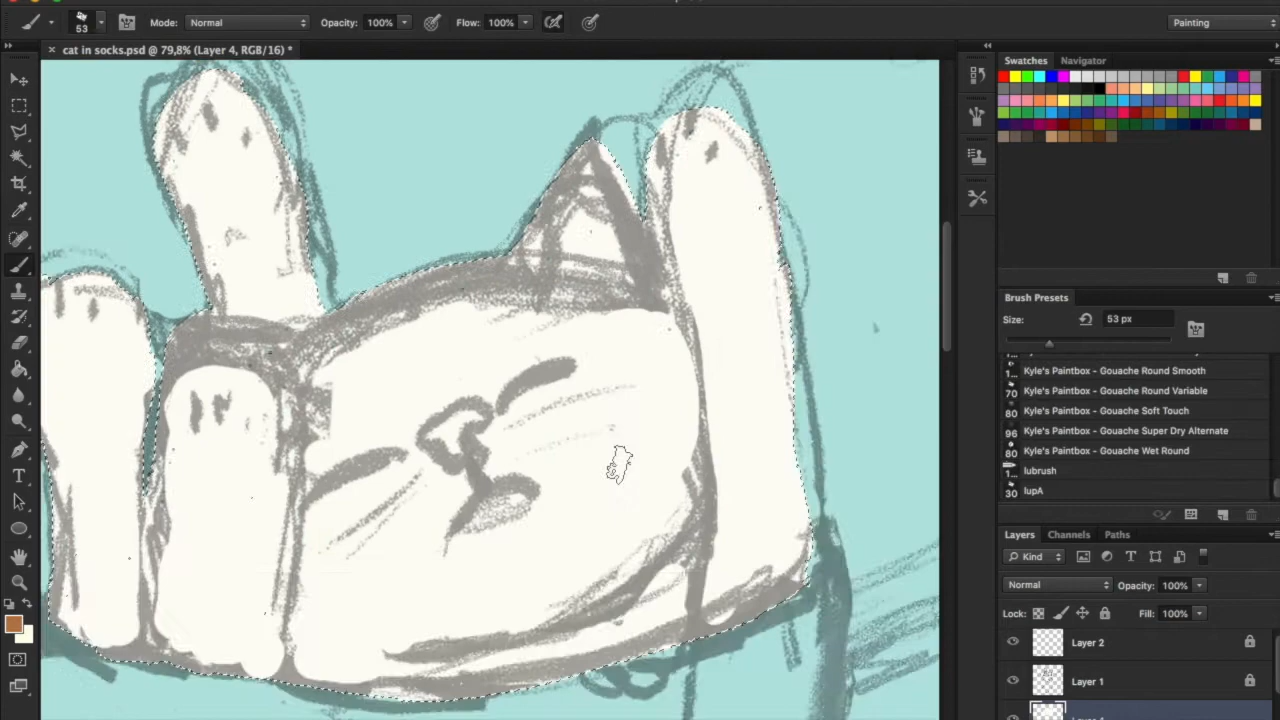 53
Mode: Normal
Opacity: 100%
Flow: 100%
Painting
× cat in socks.psd @ 79,8% (Layer 4, RGB/16) *
Swatches
Navigator
Brush Presets
Size:
53 px
Kyle's Paintbox - Gouache Round Smooth
70 Kyle's Paintbox - Gouache Round Variable
80 Kyle's Paintbox - Gouache Soft Touch
96 Kyle's Paintbox - Gouache Super Dry Alternate
80 Kyle's Paintbox - Gouache Wet Round
1... lubrush
30 lupA
Layers
Channels
Paths
Kind
Normal
Opacity: 100%
Lock:
Fill: 100%
Layer 2
Layer 1